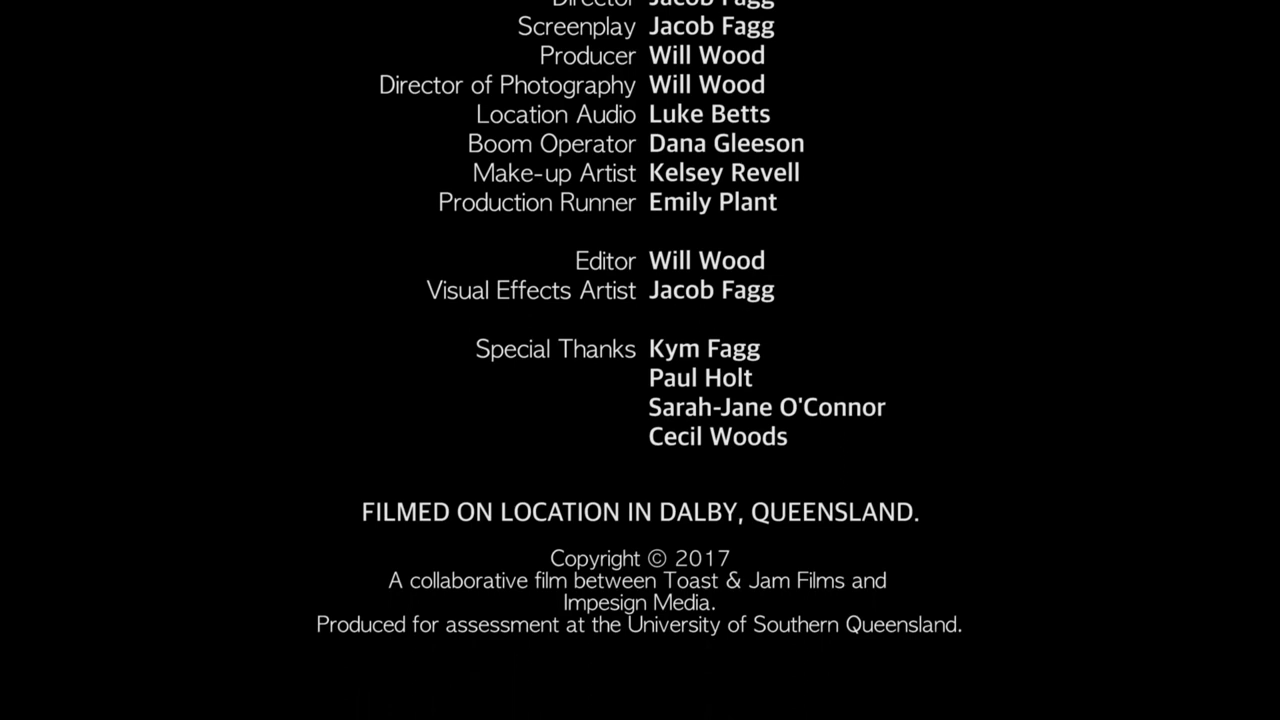 Director Jacob Fagg
Screenplay Jacob Fagg
Producer Will Wood
Director of Photography Will Wood
Location Audio Luke Betts
Boom Operator Dana Gleeson
Make-up Artist Kelsey Revell
Production Runner Emily Plant
Editor Will Wood
Visual Effects Artist Jacob Fagg
Special Thanks Kym Fagg
Paul Holt
Sarah-Jane O'Connor
Cecil Woods
FILMED ON LOCATION IN DALBY, QUEENSLAND.
Copyright © 2017
A collaborative film between Toast & Jam Films and
Impesign Media.
Produced for assessment at the University of Southern Queensland.